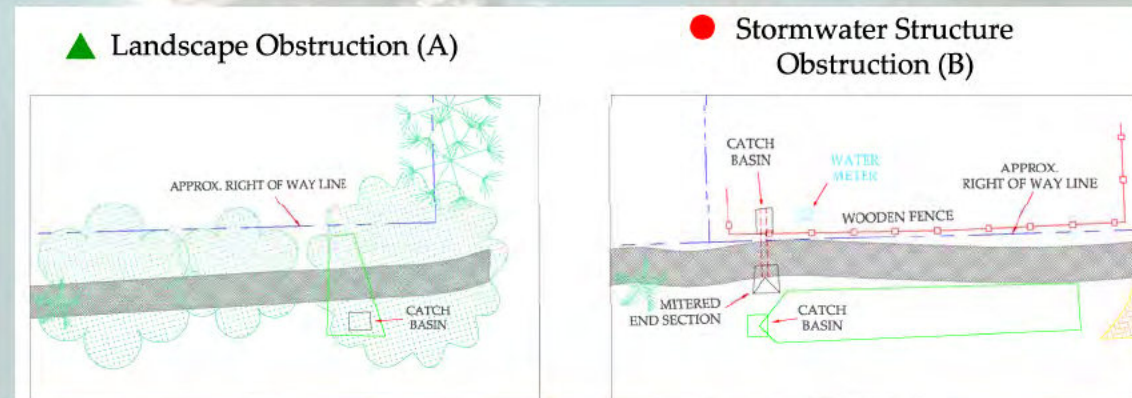 Landscape Obstruction (A)
Stormwater Structure
Obstruction (B)
APPROX. RIGHT OF WAY LINE
CATCH
BASIN
CATCH
BASIN
WATER
METER
APPROX.
RIGHT OF WAY LINE
WOODEN FENCE
MITERED
END SECTION
CATCH
BASIN